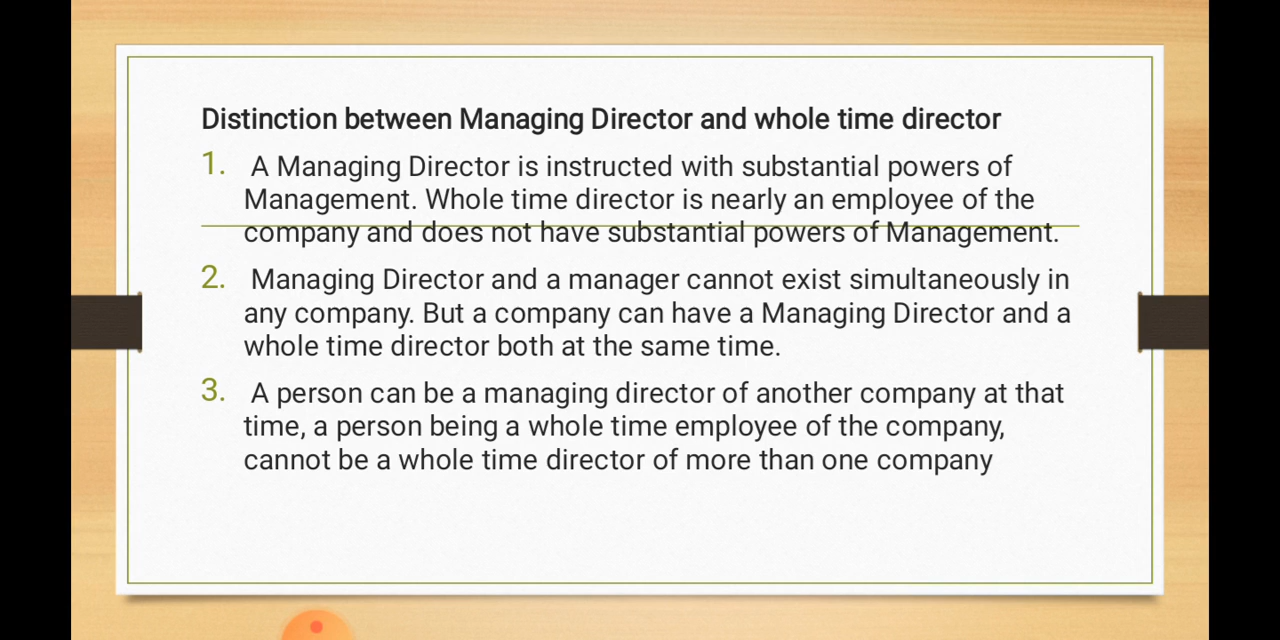 Distinction between Managing Director and whole time director
1. A Managing Director is instructed with substantial powers of
Management. Whole time director is nearly an employee of the
company and does not have substantial powers of Management.
2. Managing Director and a manager cannot exist simultaneously in
any company. But a company can have a Managing Director and a
whole time director both at the same time.
3. A person can be a managing director of another company at that
time, a person being a whole time employee of the company,
cannot be a whole time director of more than one company